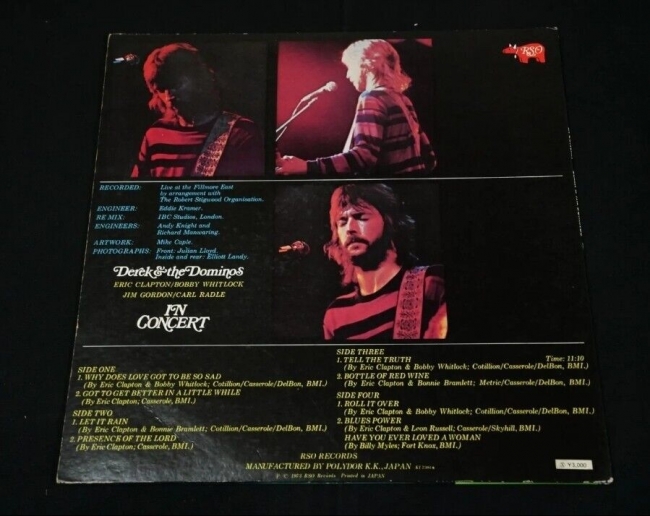 RSO
RECORDED: Live at the Fillmore East
by arrangement with
The Robert Stigwood Organisation.
ENGINEER: Eddie Kramer.
RE MIX: IBC Studios, London.
ENGINEERS: Andy Knight and
Richard Manwaring.
ARTWORK: Mike Caple.
PHOTOGRAPHS: Front: Julian Lloyd.
Inside and rear: Elliott Landy.
Derek & the Dominos
ERIC CLAPTON/BOBBY WHITLOCK
JIM GORDON/CARL RADLE
IN
CONCERT
SIDE ONE
1. WHY DOES LOVE GOT TO BE SO SAD
(By Eric Clapton & Bobby Whitlock; Cotillion/Casserole/DelBon, BMI.)
2. GOT TO GET BETTER IN A LITTLE WHILE
(By Eric Clapton; Casserole, BMI.)
SIDE TWO
1. LET IT RAIN
(By Eric Clapton & Bonnie Bramlett; Cotillion/Casserole/DelBon, BMI.)
2. PRESENCE OF THE LORD
(By Eric Clapton; Casserole, BMI.)
SIDE THREE
1. TELL THE TRUTH Time: 11:10
(By Eric Clapton & Bobby Whitlock; Cotillion/Casserole/DelBon, BMI.)
2. BOTTLE OF RED WINE
(By Eric Clapton & Bonnie Bramlett; Metric/Casserole/DelBon, BMI.)
SIDE FOUR
1. ROLL IT OVER
(By Eric Clapton & Bobby Whitlock; Cotillion/Casserole/DelBon, BMI.)
2. BLUES POWER
(By Eric Clapton & Leon Russell; Casserole/Skyhill, BMI.)
HAVE YOU EVER LOVED A WOMAN
(By Billy Myles; Fort Knox, BMI.)
RSO RECORDS
MANUFACTURED BY POLYDOR K.K., JAPAN
RSO Records Printed in JAPAN
¥3,000